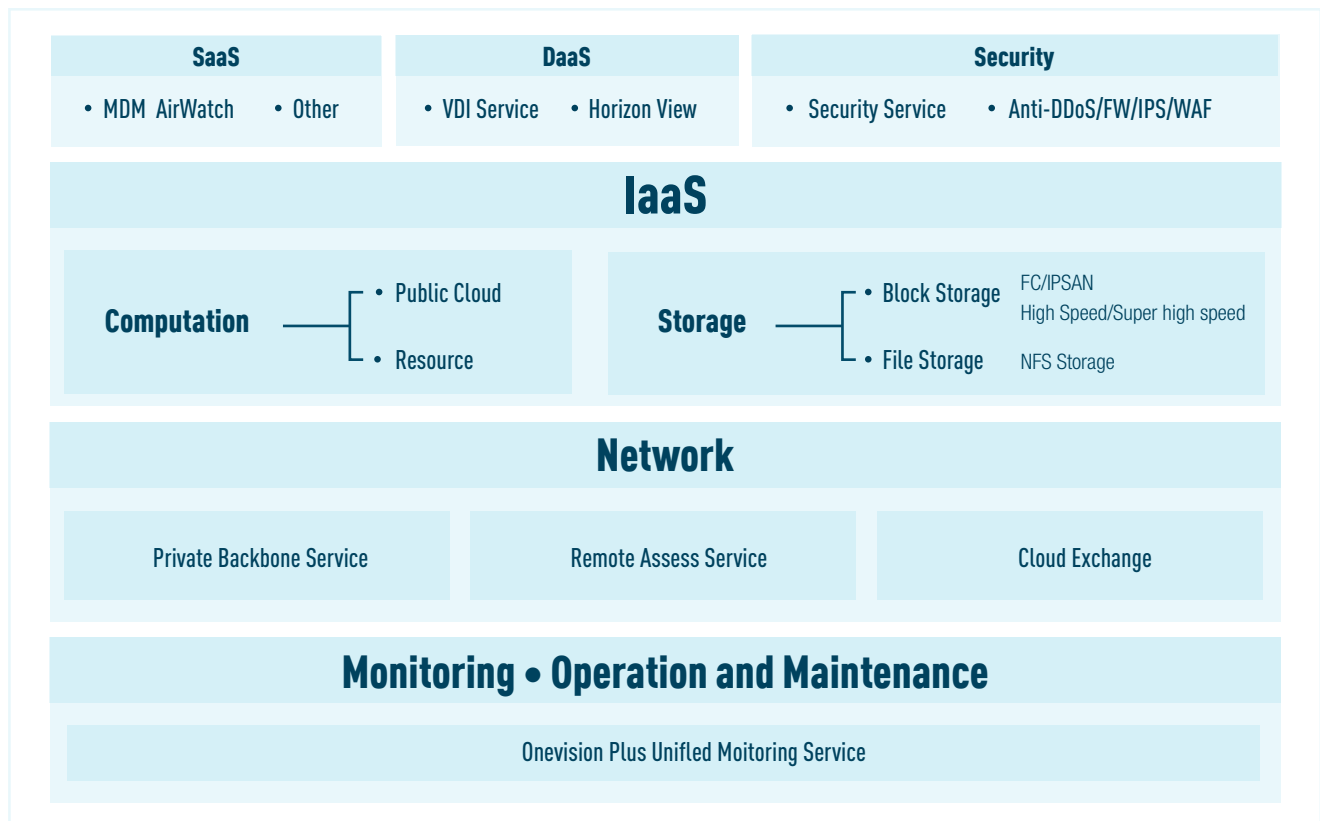 SaaS
• MDM AirWatch • Other
DaaS
• VDI Service • Horizon View
Security
• Security Service • Anti-DDoS/FW/IPS/WAF
IaaS
Computation
• Public Cloud
• Resource
Storage
• Block Storage
FC/IPSAN
High Speed/Super high speed
• File Storage
NFS Storage
Network
Private Backbone Service
Remote Assess Service
Cloud Exchange
Monitoring • Operation and Maintenance
Onevision Plus Unifled Moitoring Service